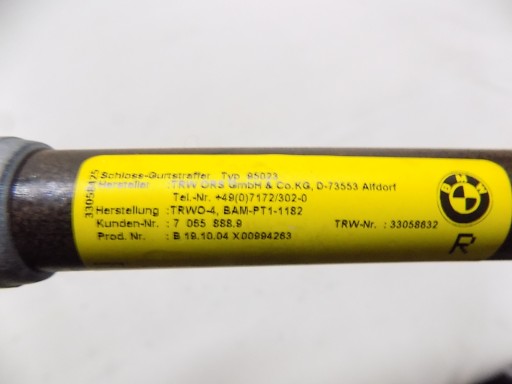 33058425
Schloss-Gurtstraffer Typ 95023
Hersteller : TRW ORS GmbH & Co.KG, D-73553 Alfdorf
Tel.-Nr. +49(0)7172/302-0
Herstellung : TRWO-4, BAM-PT1-1182
Kunden-Nr. : 7 065 888.9 TRW-Nr. : 33058832
Prod. Nr. : B 19.10.04 X00994263
BMW
R